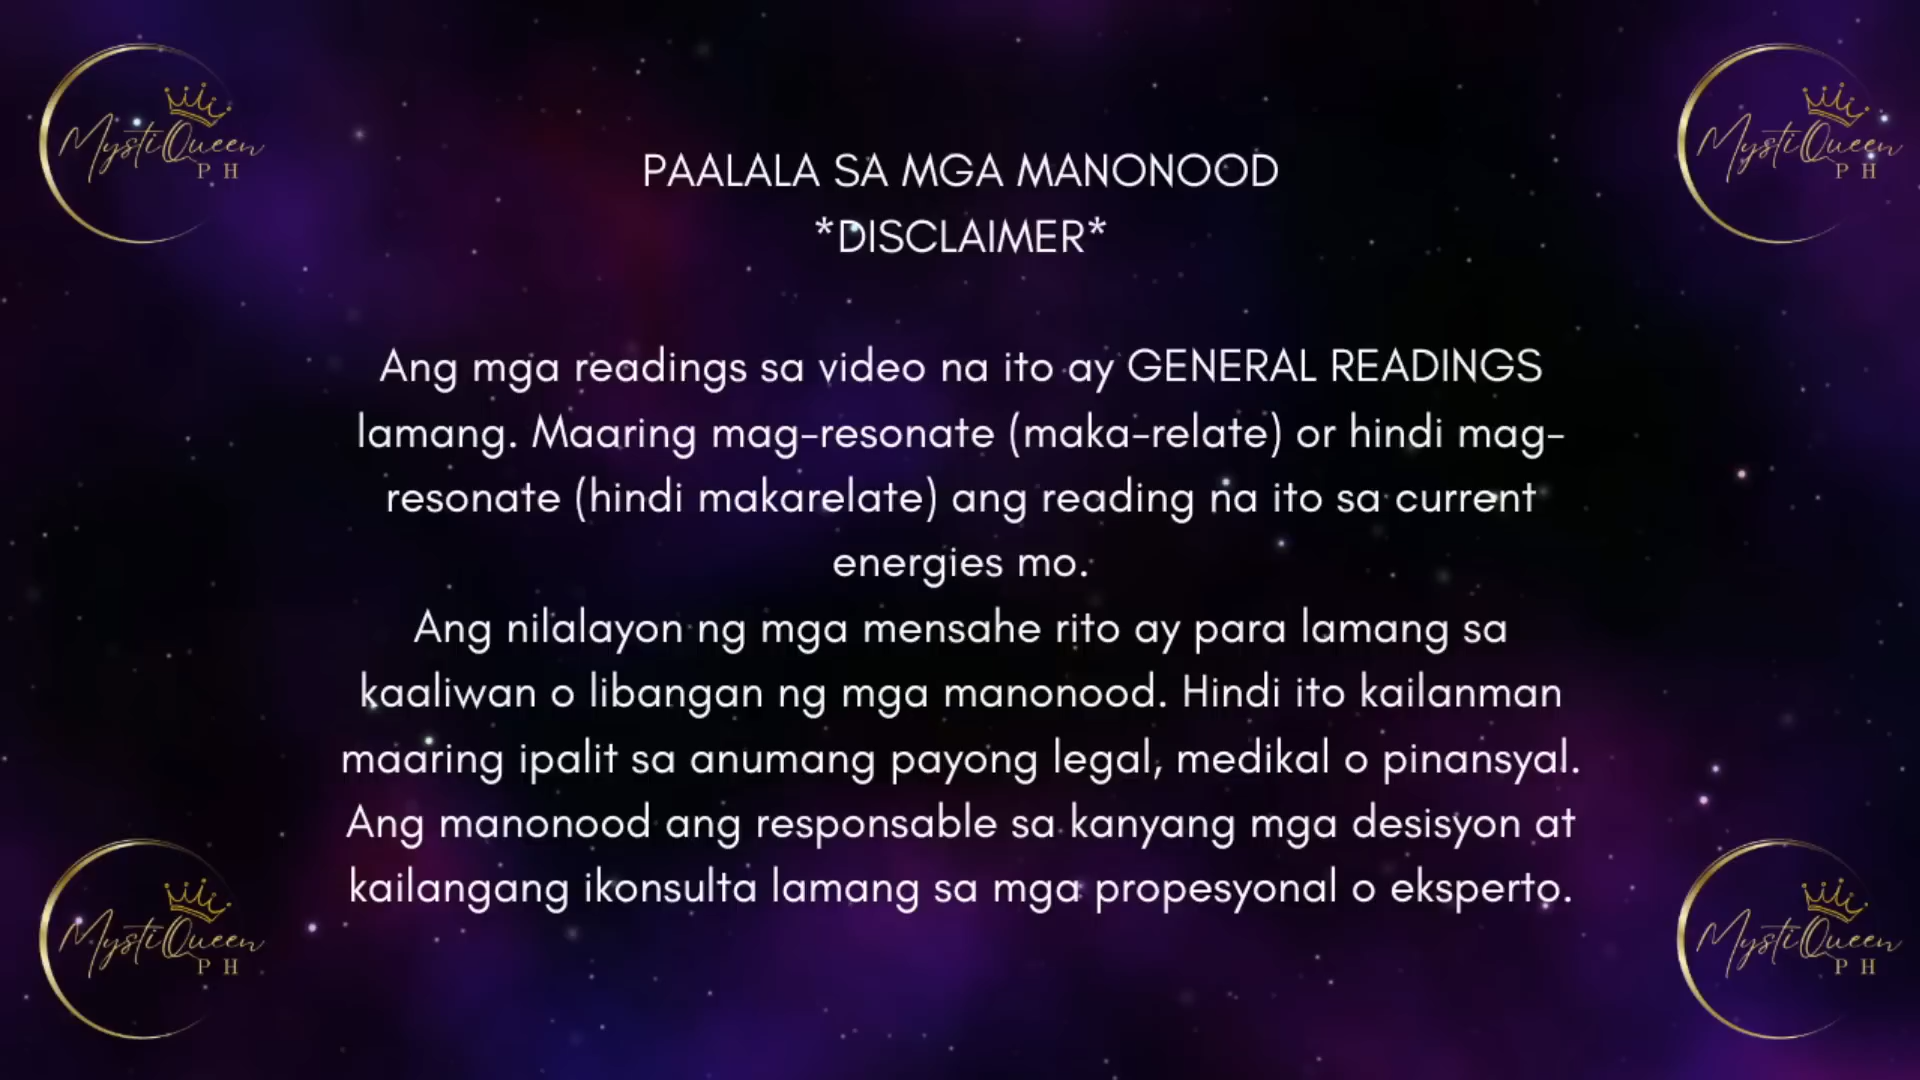 MystiQueen
PH
MystiQueen
PH
PAALALA SA MGA MANONOOD
*DISCLAIMER*
Ang mga readings sa video na ito ay GENERAL READINGS
lamang. Maaring mag-resonate (maka-relate) or hindi mag-
resonate (hindi makarelate) ang reading na ito sa current
energies mo.
Ang nilalayon ng mga mensahe rito ay para lamang sa
kaaliwan o libangan ng mga manonood. Hindi ito kailanman
maaring ipalit sa anumang payong legal, medikal o pinansyal.
Ang manonood ang responsable sa kanyang mga desisyon at
kailangang ikonsulta lamang sa mga propesyonal o eksperto.
MystiQueen
PH
MystiQueen
PH